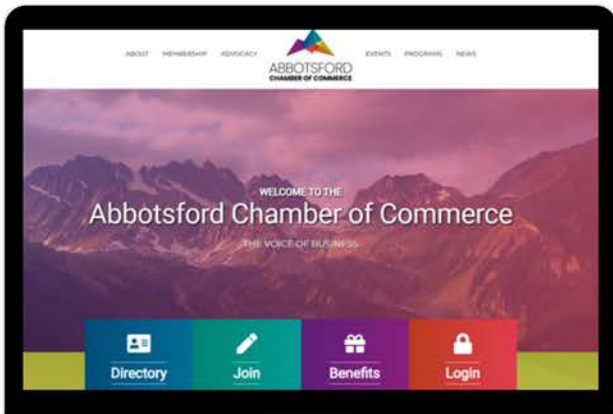 ABOUT MEMBERSHIP ADVOCACY
ABBOTSFORD
CHAMBER OF COMMERCE
EVENTS PROGRAMS NEWS
WELCOME TO THE
Abbotsford Chamber of Commerce
THE VOICE OF BUSINESS
Directory
Join
Benefits
Login